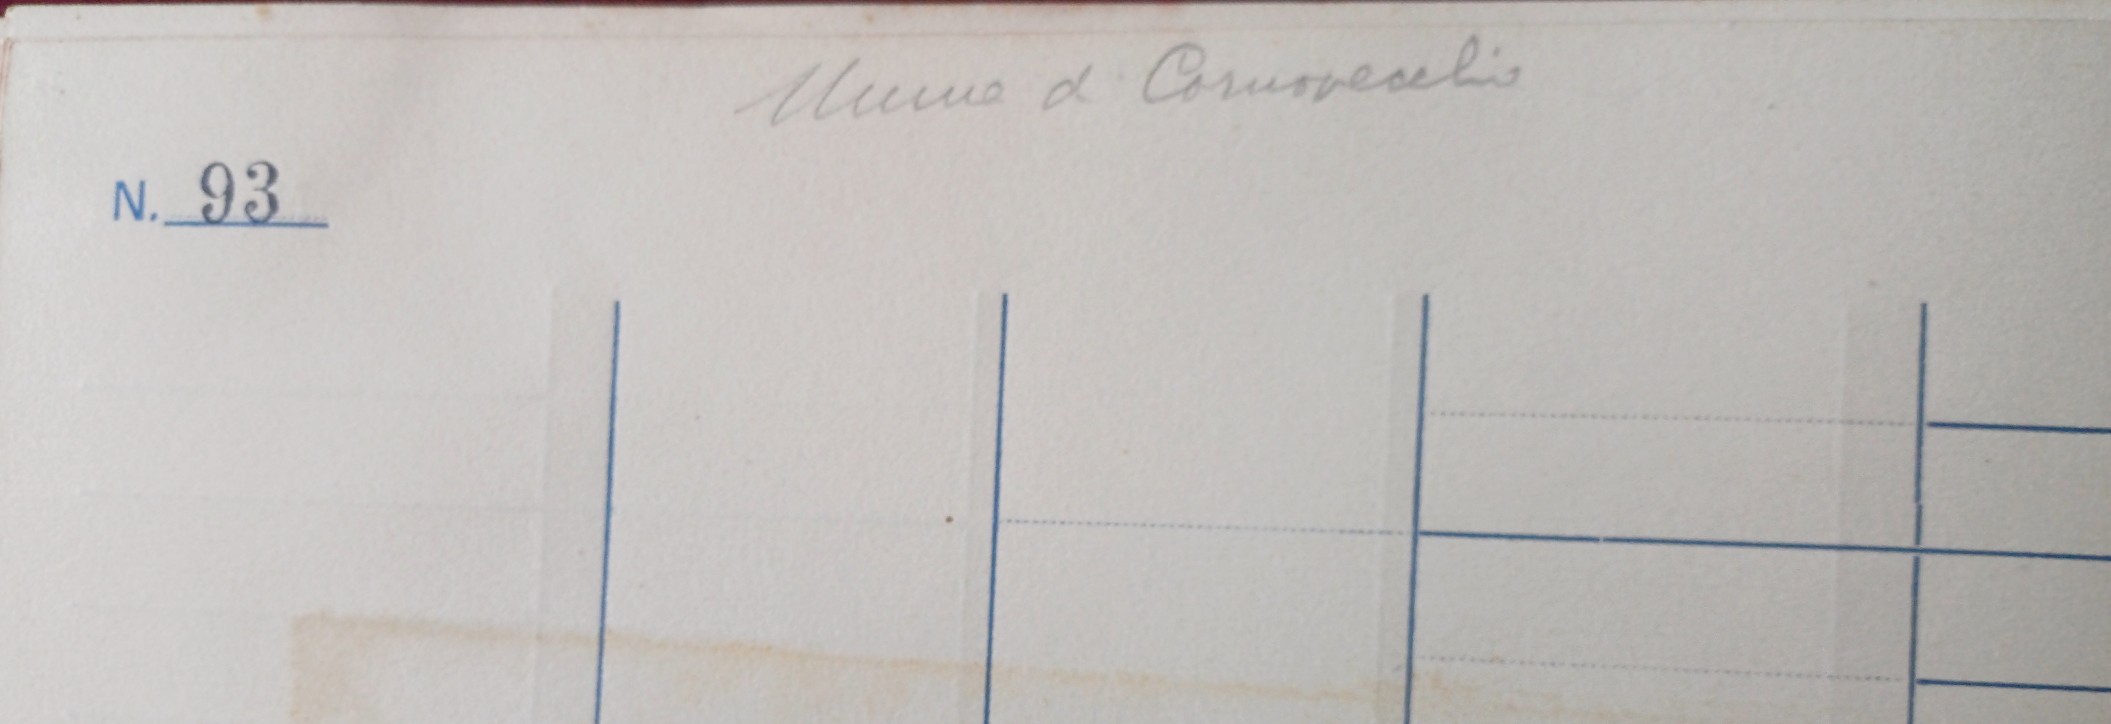 d Cornovecchio
N. 93